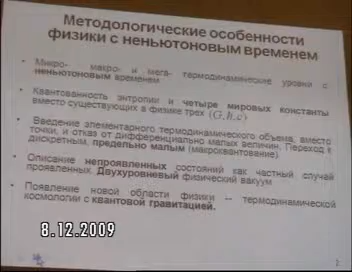 Методологические особенности
физики с неньютоновым временем
Микро- макро- и мега- термодинамические уровни с
неньютоновым временем
Квантованность энтропии и четыре мировых константы
вместо существующих в физике трех (G,h,c)
Введение элементарного термодинамического объема, вместо
точки, и отказ от дифференциально малых величин. Переход к
дискретным, предельно малым (макроквантование)
Описание непроявленных состояний как частный случай
проявленных. Двухуровневый физический вакуум
Появление новой области физики – термодинамической
космологии с квантовой гравитацией.
8.12.2009